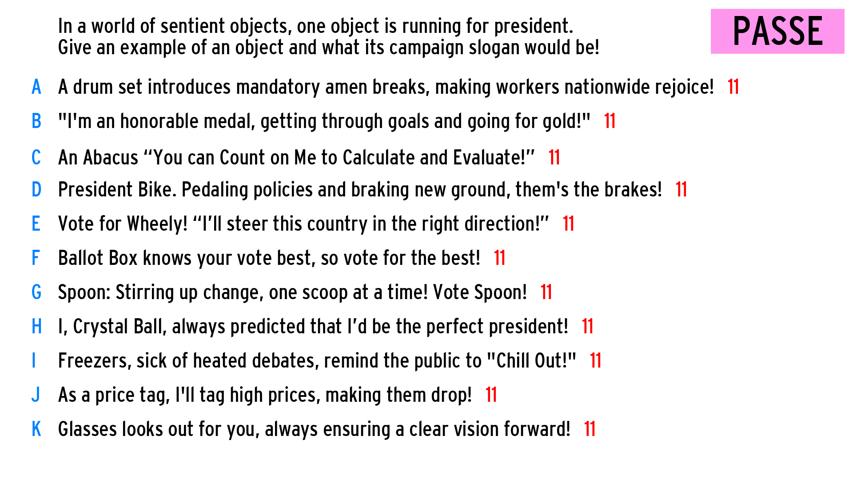 In a world of sentient objects, one object is running for president.
Give an example of an object and what its campaign slogan would be!
PASSE
A A drum set introduces mandatory amen breaks, making workers nationwide rejoice! 11
B "I'm an honorable medal, getting through goals and going for gold!" 11
C An Abacus “You can Count on Me to Calculate and Evaluate!” 11
D President Bike. Pedaling policies and braking new ground, them's the brakes! 11
E Vote for Wheely! “I’ll steer this country in the right direction!” 11
F Ballot Box knows your vote best, so vote for the best! 11
G Spoon: Stirring up change, one scoop at a time! Vote Spoon! 11
H I, Crystal Ball, always predicted that I’d be the perfect president! 11
I Freezers, sick of heated debates, remind the public to "Chill Out!" 11
J As a price tag, I'll tag high prices, making them drop! 11
K Glasses looks out for you, always ensuring a clear vision forward! 11